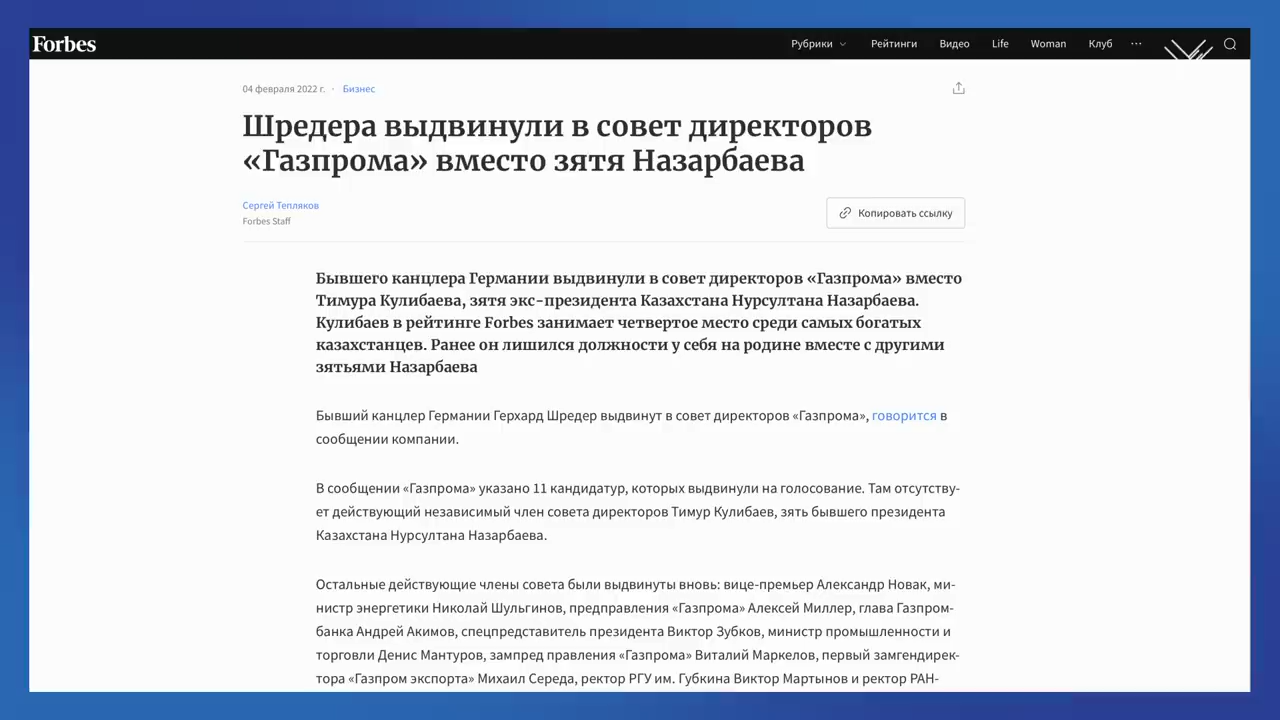 Forbes
Рубрики Рейтинги Видео Life Woman Клуб ...
04 февраля 2022 г. · Бизнес
Шредера выдвинули в совет директоров
«Газпрома» вместо зятя Назарбаева
Сергей Тепляков
Forbes Staff
Копировать ссылку
Бывшего канцлера Германии выдвинули в совет директоров «Газпрома» вместо
Тимура Кулибаева, зятя экс-президента Казахстана Нурсултана Назарбаева.
Кулибаев в рейтинге Forbes занимает четвертое место среди самых богатых
казахстанцев. Ранее он лишился должности у себя на родине вместе с другими
зятьями Назарбаева
Бывший канцлер Германии Герхард Шредер выдвинут в совет директоров «Газпрома», говорится в
сообщении компании.
В сообщении «Газпрома» указано 11 кандидатур, которых выдвинули на голосование. Там отсутству-
ет действующий независимый член совета директоров Тимур Кулибаев, зять бывшего президента
Казахстана Нурсултана Назарбаева.
Остальные действующие члены совета были выдвинуты вновь: вице-премьер Александр Новак, ми-
нистр энергетики Николай Шульгинов, предправления «Газпрома» Алексей Миллер, глава Газпром-
банка Андрей Акимов, спецпредставитель президента Виктор Зубков, министр промышленности и
торговли Денис Мантуров, зампред правления «Газпрома» Виталий Маркелов, первый замгендирек-
тора «Газпром экспорта» Михаил Середа, ректор РГУ им. Губкина Виктор Мартынов и ректор РАН-